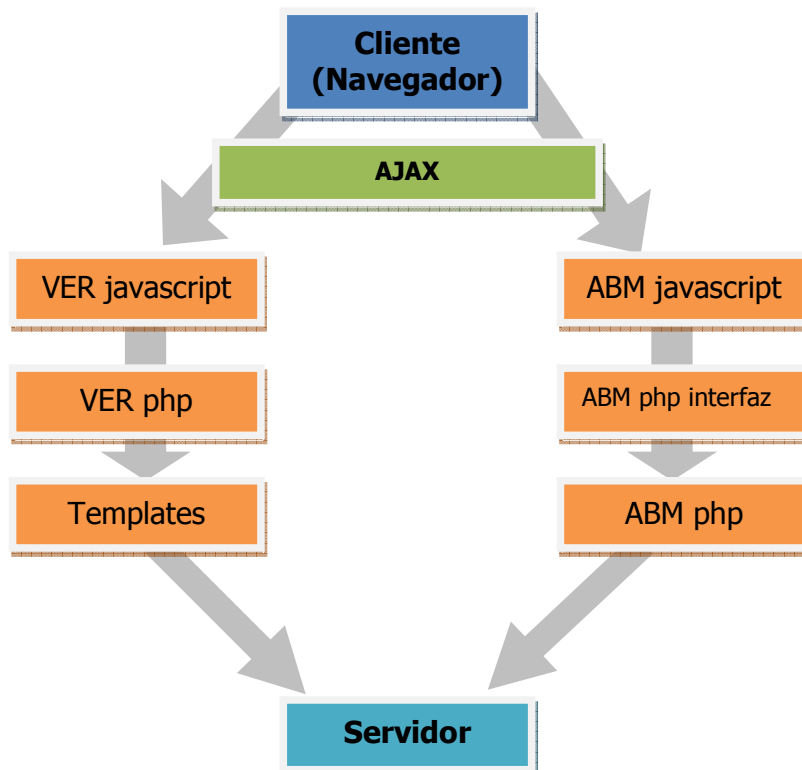 Cliente
(Navegador)
AJAX
VER javascript
ABM javascript
VER php
ABM php interfaz
Templates
ABM php
Servidor